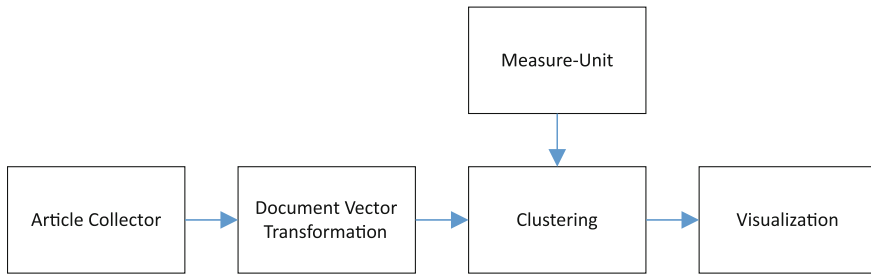 Measure-Unit
Article Collector
Document Vector
Transformation
Clustering
Visualization